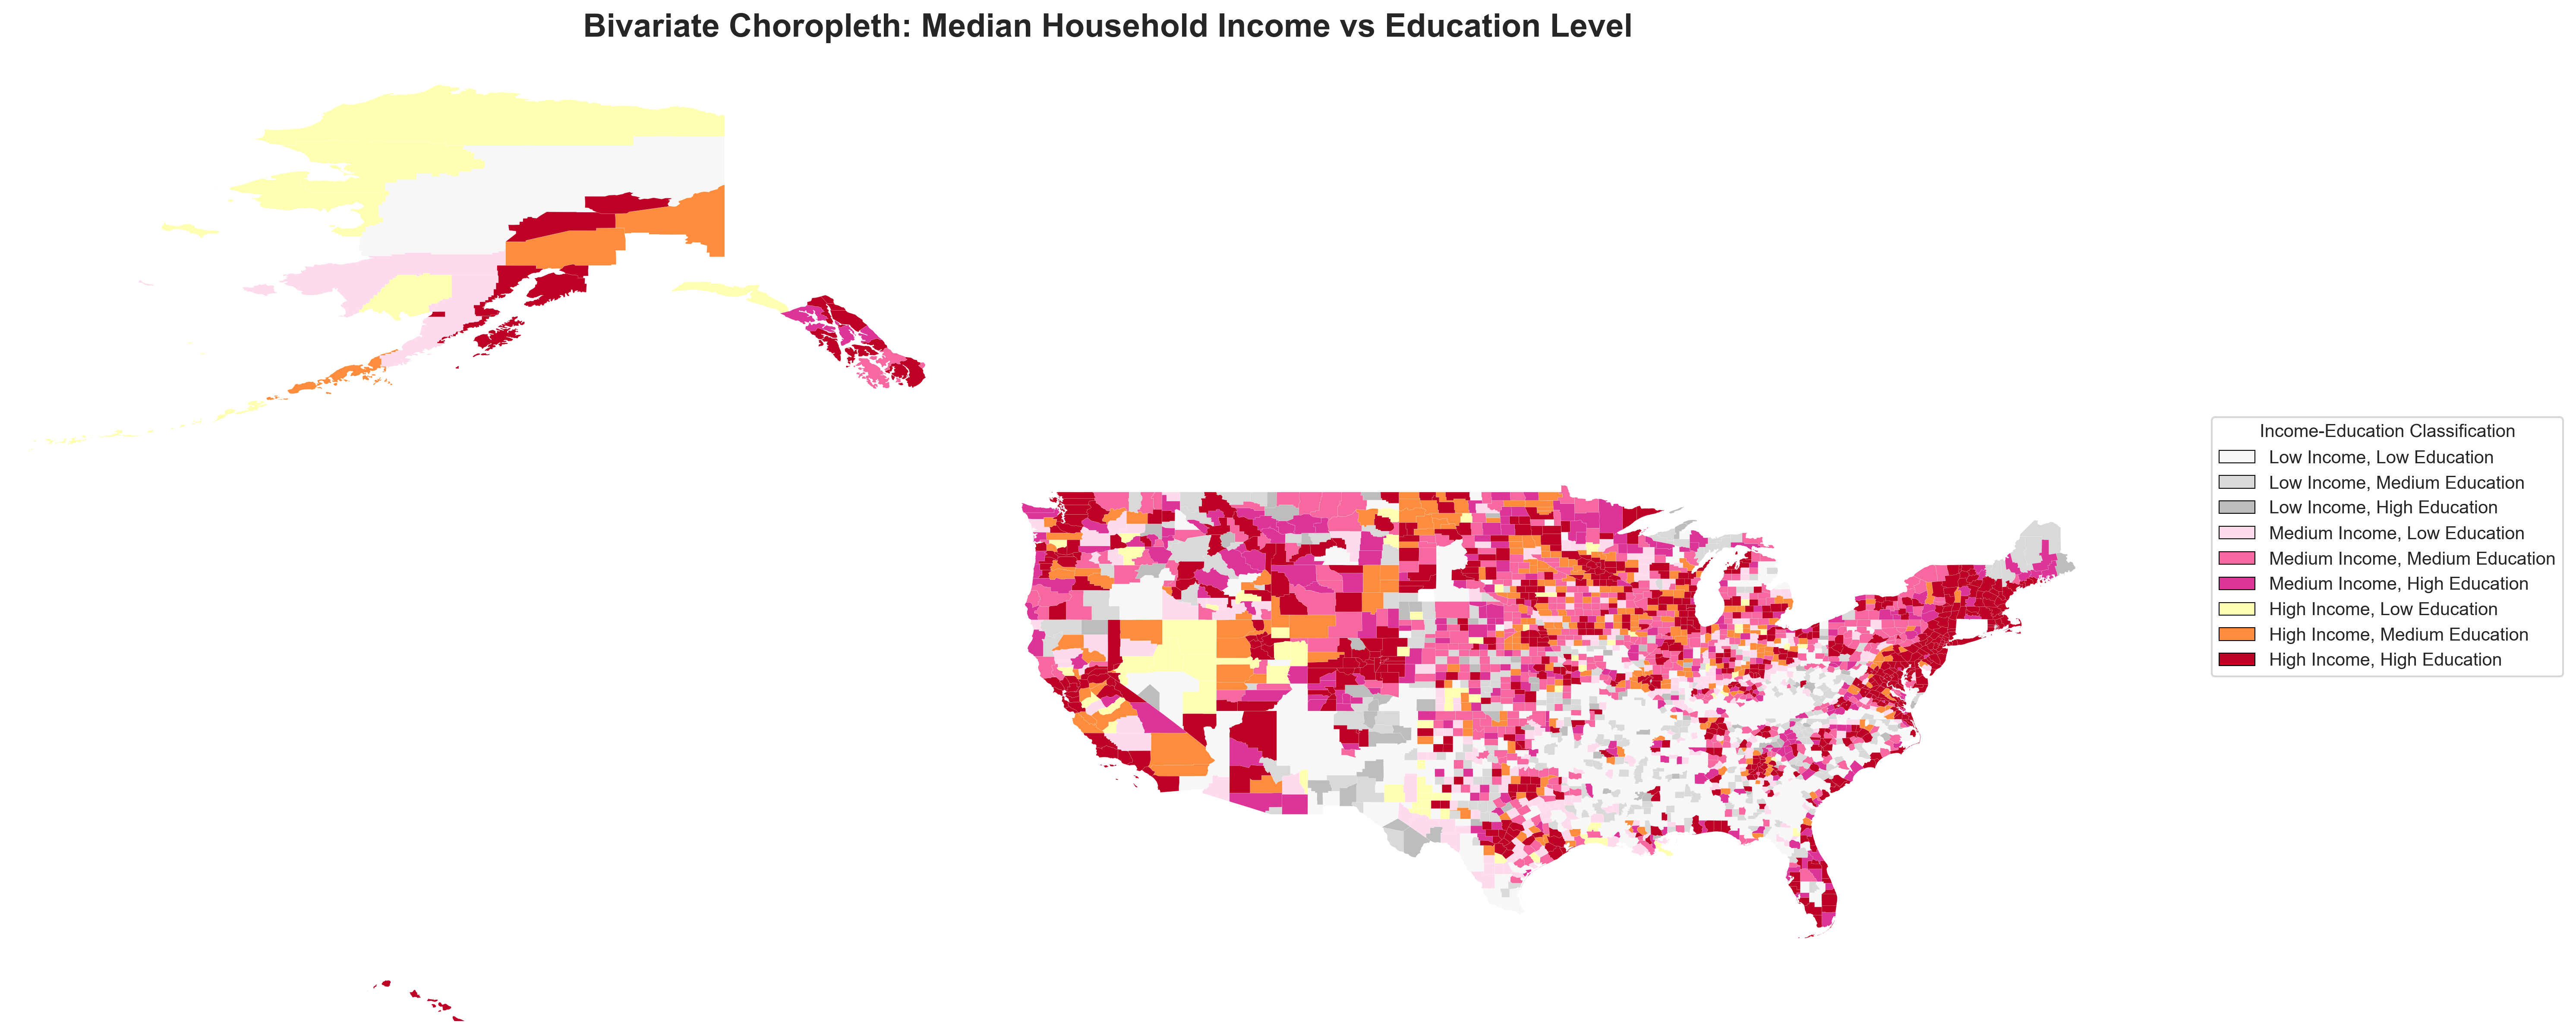 Bivariate Choropleth: Median Household Income vs Education Level
Income-Education Classification
Low Income, Low Education
Low Income, Medium Education
Low Income, High Education
Medium Income, Low Education
Medium Income, Medium Education
Medium Income, High Education
High Income, Low Education
High Income, Medium Education
High Income, High Education